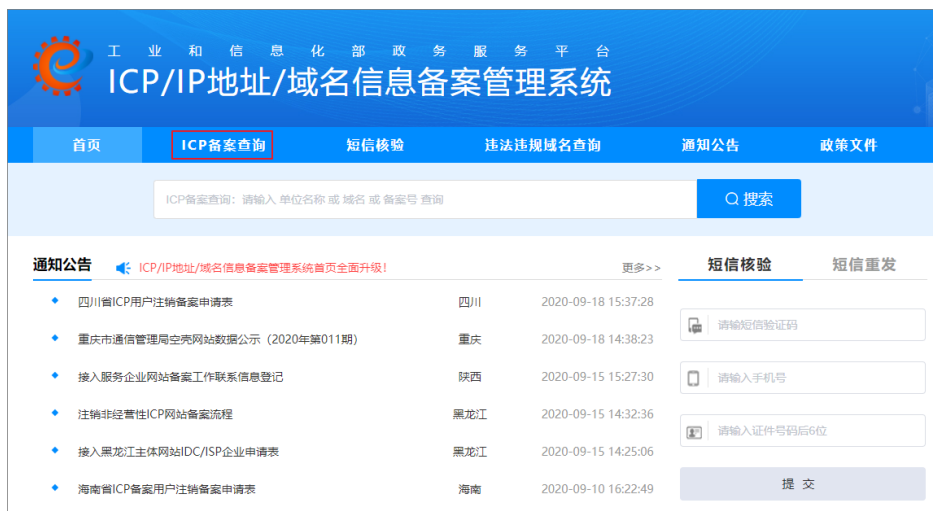 工业和信息化部政务服务平台
ICP/IP地址/域名信息备案管理系统
首页 ICP备案查询 短信核验 违法违规域名查询 通知公告 政策文件
ICP备案查询：请输入 单位名称 或 域名 或 备案号 查询 搜索
通知公告 ICP/IP地址/域名信息备案管理系统首页全面升级! 更多>> 短信核验 短信重发
四川省ICP用户注销备案申请表 四川 2020-09-18 15:37:28
请输短信验证码
重庆市通信管理局空壳网站数据公示（2020年第011期） 重庆 2020-09-18 14:38:23
接入服务企业网站备案工作联系信息登记 陕西 2020-09-15 15:27:30
请输入手机号
注销非经营性ICP网站备案流程 黑龙江 2020-09-15 14:32:36
请输入证件号码后6位
接入黑龙江主体网站IDC/ISP企业申请表 黑龙江 2020-09-15 14:25:06
海南省ICP备案用户注销备案申请表 海南 2020-09-10 16:22:49
提 交